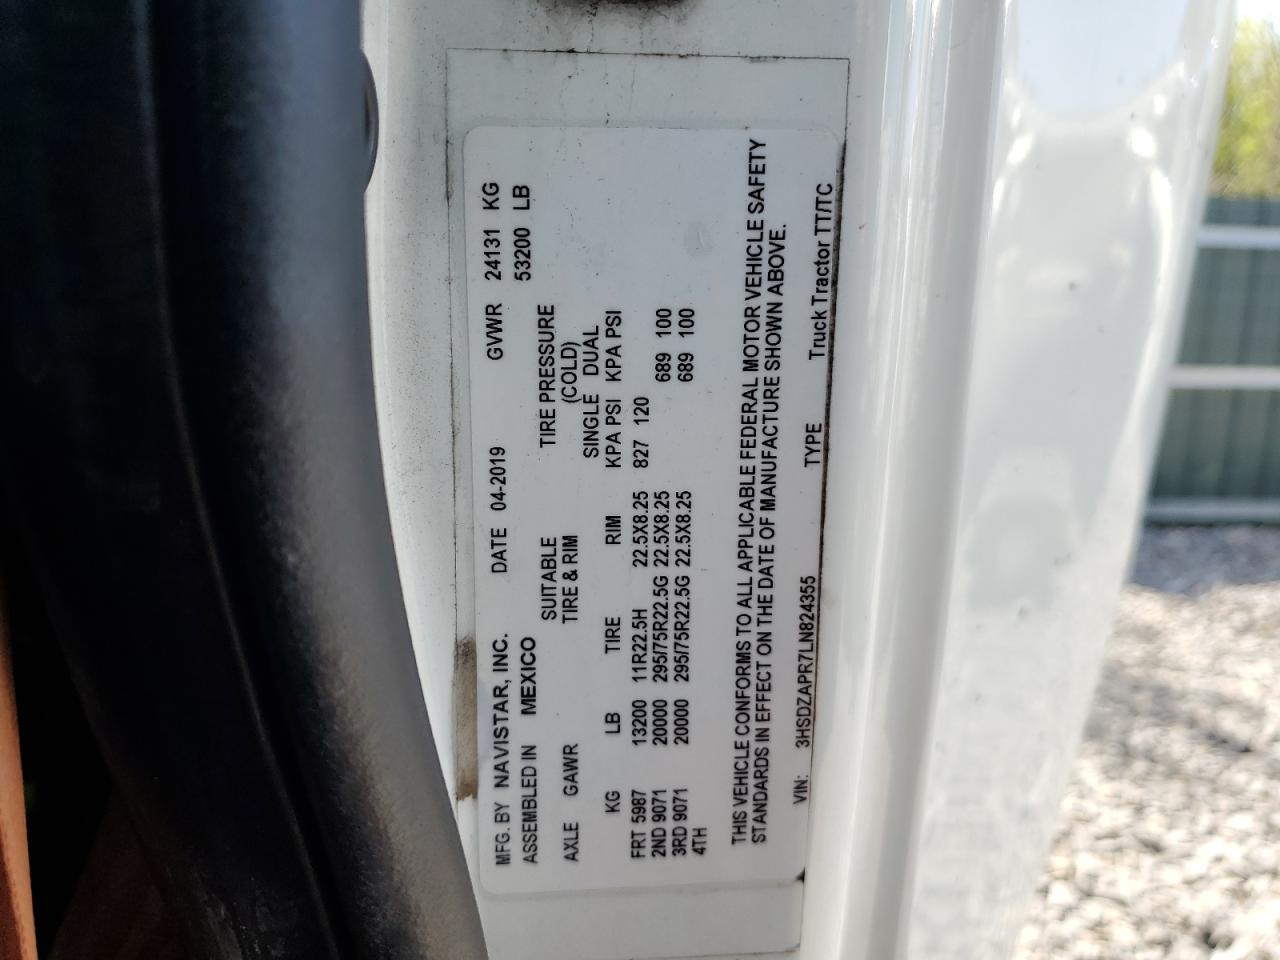 MFG. BY NAVISTAR, INC. DATE 04-2019 GVWR 24131 KG
ASSEMBLED IN MEXICO 53200 LB
SUITABLE TIRE PRESSURE
AXLE GAWR TIRE & RIM (COLD)
SINGLE DUAL
KG LB TIRE RIM KPA PSI KPA PSI
FRT 5987 13200 11R22.5H 22.5X8.25 827 120
2ND 9071 20000 295/75R22.5G 22.5X8.25 689 100
3RD 9071 20000 295/75R22.5G 22.5X8.25 689 100
4TH
THIS VEHICLE CONFORMS TO ALL APPLICABLE FEDERAL MOTOR VEHICLE SAFETY
STANDARDS IN EFFECT ON THE DATE OF MANUFACTURE SHOWN ABOVE.
VIN: 3HSDZAPR7LN824355 TYPE Truck Tractor TT/TC